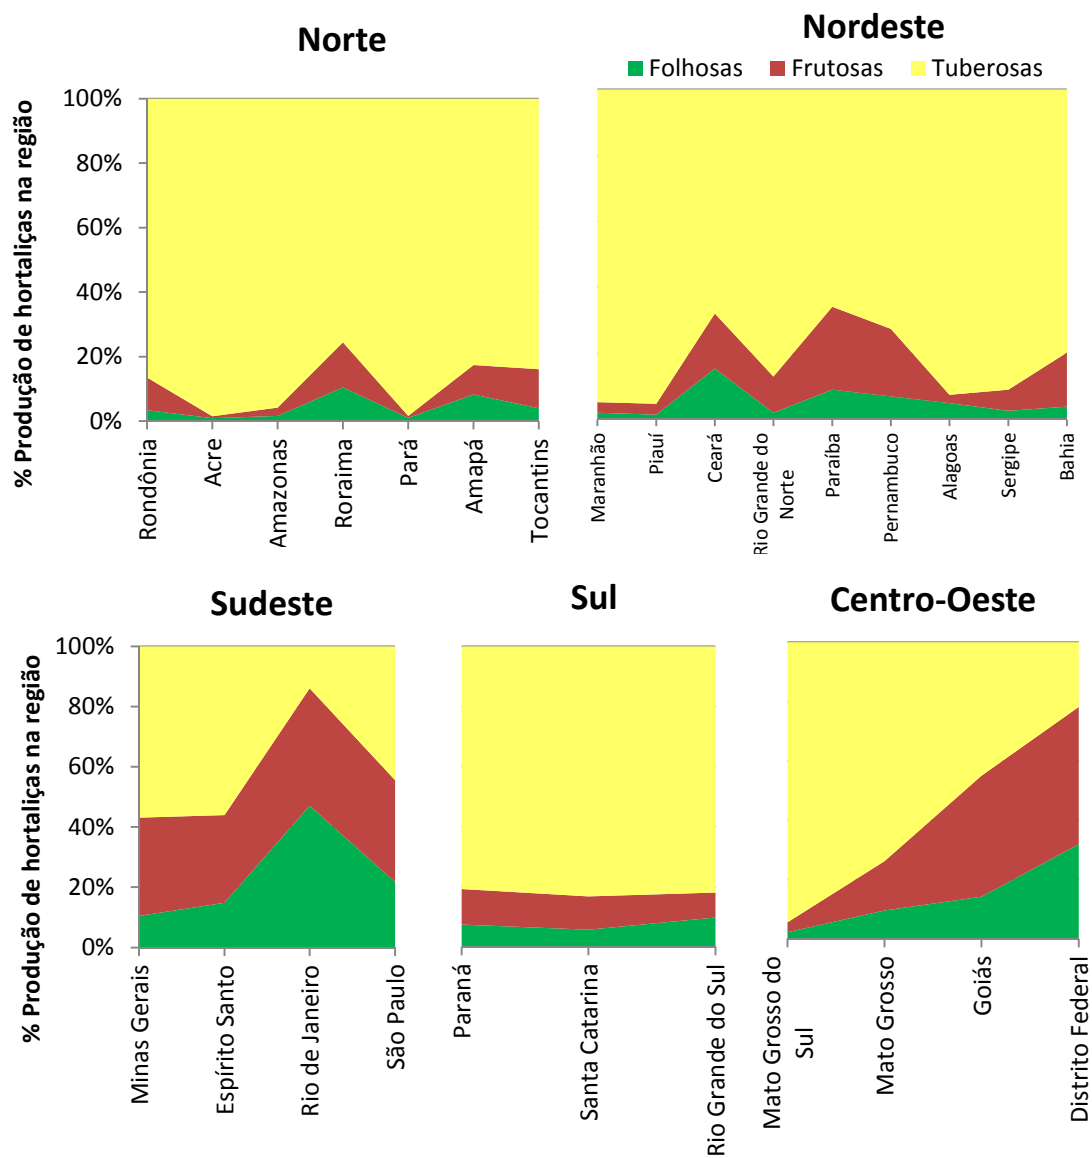 Norte
Nordeste
Folhosas Frutosas Tuberosas
% Produção de hortaliças na região
100%
80%
60%
40%
20%
0%
Rondônia
Acre
Amazonas
Roraima
Pará
Amapá
Tocantins
Maranhão
Piauí
Ceará
Rio Grande do
Norte
Paraíba
Pernambuco
Alagoas
Sergipe
Bahia
Sudeste
Sul
Centro-Oeste
% Produção de hortaliças na região
100%
80%
60%
40%
20%
0%
Minas Gerais
Espírito Santo
Rio de Janeiro
São Paulo
Paraná
Santa Catarina
Rio Grande do Sul
Mato Grosso do
Sul
Mato Grosso
Goiás
Distrito Federal